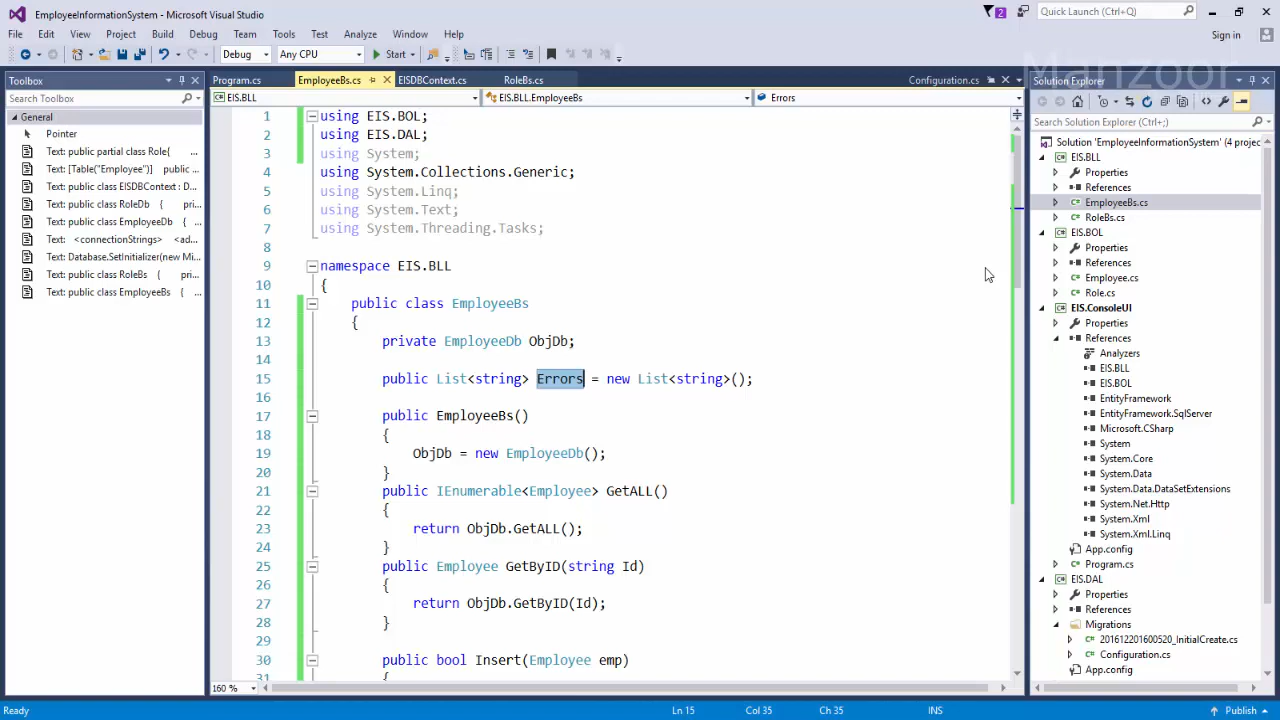 EmployeeInformationSystem - Microsoft Visual Studio
2
Quick Launch (Ctrl+Q)
File Edit View Project Build Debug Team Tools Test Analyze Window Help
Sign in
Debug Any CPU Start
Manzoor
Toolbox
Search Toolbox
General
Pointer
Text: public partial class Role{
Text: [Table("Employee")] public ...
Text: public class EISDBContext : D...
Text: public class RoleDb { pri...
Text: public class EmployeeDb {...
Text: <connectionStrings> <ad...
Text: Database.SetInitializer(new Mi...
Text: public class RoleBs { priv...
Text: public class EmployeeBs { ...
Program.cs EmployeeBs.cs EISDBContext.cs RoleBs.cs Configuration.cs
EIS.BLL EIS.BLL.EmployeeBs Errors
1 using EIS.BOL;
2 using EIS.DAL;
3 using System;
4 using System.Collections.Generic;
5 using System.Linq;
6 using System.Text;
7 using System.Threading.Tasks;
8
9 namespace EIS.BLL
10 {
11 public class EmployeeBs
12 {
13 private EmployeeDb ObjDb;
14
15 public List<string> Errors = new List<string>();
16
17 public EmployeeBs()
18 {
19 ObjDb = new EmployeeDb();
20 }
21 public IEnumerable<Employee> GetALL()
22 {
23 return ObjDb.GetALL();
24 }
25 public Employee GetByID(string Id)
26 {
27 return ObjDb.GetByID(Id);
28 }
29
30 public bool Insert(Employee emp)
31 {
160 %
Solution Explorer
Search Solution Explorer (Ctrl+;)
Solution 'EmployeeInformationSystem' (4 projec
EIS.BLL
Properties
References
EmployeeBs.cs
RoleBs.cs
EIS.BOL
Properties
References
Employee.cs
Role.cs
EIS.ConsoleUI
Properties
References
Analyzers
EIS.BLL
EIS.BOL
EntityFramework
EntityFramework.SqlServer
Microsoft.CSharp
System
System.Core
System.Data
System.Data.DataSetExtensions
System.Net.Http
System.Xml
System.Xml.Linq
App.config
Program.cs
EIS.DAL
Properties
References
Migrations
201612201600520_InitialCreate.cs
Configuration.cs
App.config
Ready Ln 15 Col 35 Ch 35 INS Publish